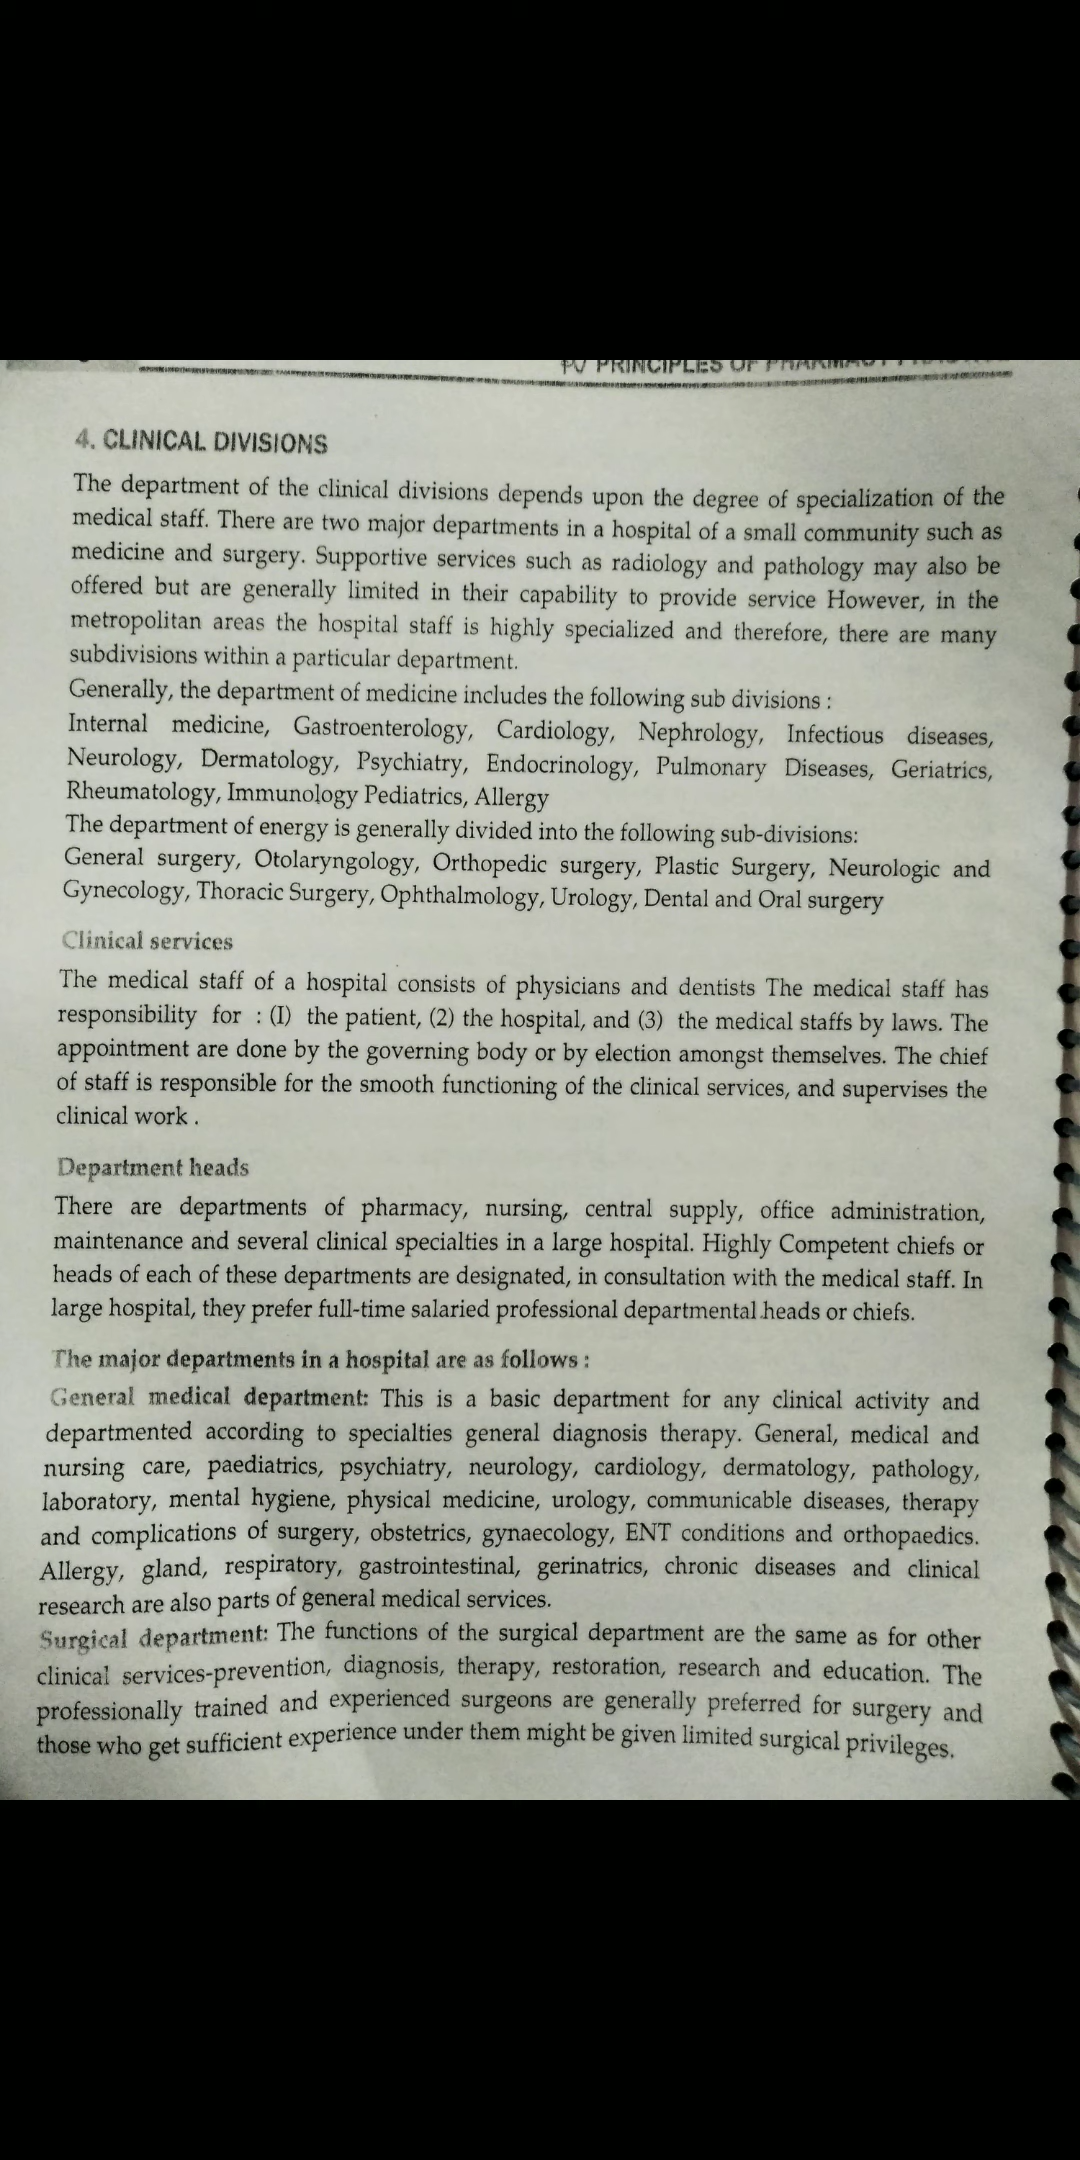 PRINCIPLES OF
4. CLINICAL DIVISIONS
The department of the clinical divisions depends upon the degree of specialization of the
medical staff. There are two major departments in a hospital of a small community such as
medicine and surgery. Supportive services such as radiology and pathology may also be
offered but are generally limited in their capability to provide service However, in the
metropolitan areas the hospital staff is highly specialized and therefore, there are many
subdivisions within a particular department.
Generally, the department of medicine includes the following sub divisions :
Internal medicine, Gastroenterology, Cardiology, Nephrology, Infectious diseases,
Neurology, Dermatology, Psychiatry, Endocrinology, Pulmonary Diseases, Geriatrics,
Rheumatology, Immunology Pediatrics, Allergy
The department of energy is generally divided into the following sub-divisions:
General surgery, Otolaryngology, Orthopedic surgery, Plastic Surgery, Neurologic and
Gynecology, Thoracic Surgery, Ophthalmology, Urology, Dental and Oral surgery
Clinical services
The medical staff of a hospital consists of physicians and dentists The medical staff has
responsibility for : (I) the patient, (2) the hospital, and (3) the medical staffs by laws. The
appointment are done by the governing body or by election amongst themselves. The chief
of staff is responsible for the smooth functioning of the clinical services, and supervises the
clinical work .
Department heads
There are departments of pharmacy, nursing, central supply, office administration,
maintenance and several clinical specialties in a large hospital. Highly Competent chiefs or
heads of each of these departments are designated, in consultation with the medical staff. In
large hospital, they prefer full-time salaried professional departmental heads or chiefs.
The major departments in a hospital are as follows :
General medical department: This is a basic department for any clinical activity and
departmented according to specialties general diagnosis therapy. General, medical and
nursing care, paediatrics, psychiatry, neurology, cardiology, dermatology, pathology,
laboratory, mental hygiene, physical medicine, urology, communicable diseases, therapy
and complications of surgery, obstetrics, gynaecology, ENT conditions and orthopaedics.
Allergy, gland, respiratory, gastrointestinal, gerinatrics, chronic diseases and clinical
research are also parts of general medical services.
Surgical department: The functions of the surgical department are the same as for other
clinical services-prevention, diagnosis, therapy, restoration, research and education. The
professionally trained and experienced surgeons are generally preferred for surgery and
those who get sufficient experience under them might be given limited surgical privileges.